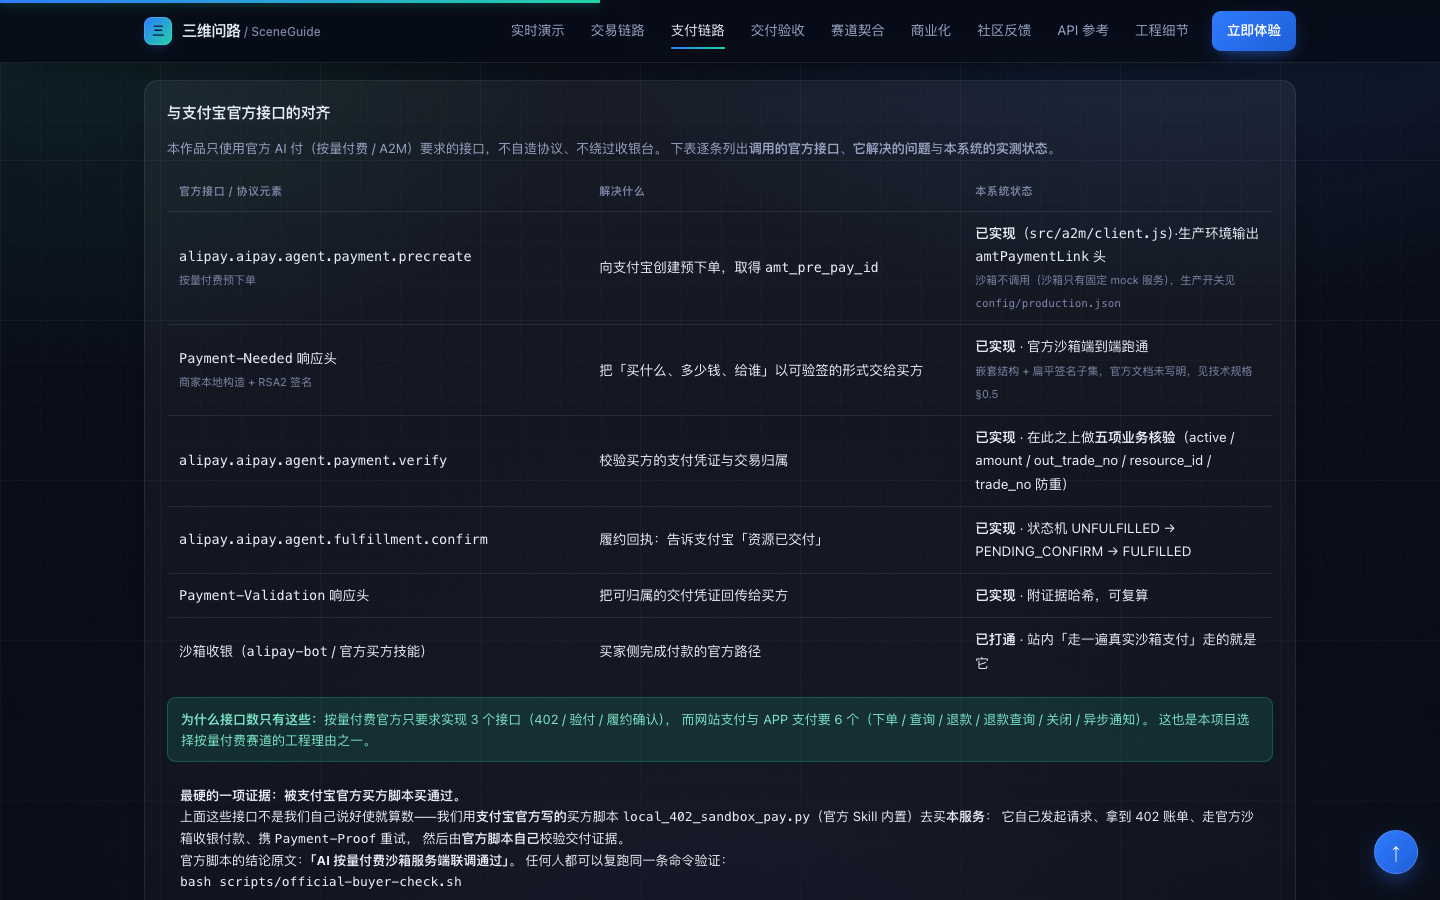 三 三维问路 / SceneGuide 实时演示 交易链路 支付链路 交付验收 赛道契合 商业化 社区反馈 API 参考 工程细节 立即体验
与支付宝官方接口的对齐
本作品只使用官方 AI 付（按量付费 / A2M）要求的接口，不自造协议、不绕过收银台。 下表逐条列出调用的官方接口、它解决的问题与本系统的实测状态。
官方接口 / 协议元素 解决什么 本系统状态
alipay.aipay.agent.payment.precreate
按量付费预下单
向支付宝创建预下单，取得 amt_pre_pay_id
已实现（src/a2m/client.js）·生产环境输出
amtPaymentLink 头
沙箱不调用（沙箱只有固定 mock 服务），生产开关见
config/production.json
Payment-Needed 响应头
商家本地构造 + RSA2 签名
把「买什么、多少钱、给谁」以可验签的形式交给买方
已实现 · 官方沙箱端到端跑通
嵌套结构 + 扁平签名子集，官方文档未写明，见技术规格
§0.5
alipay.aipay.agent.payment.verify
校验买方的支付凭证与交易归属
已实现 · 在此之上做五项业务核验（active /
amount / out_trade_no / resource_id /
trade_no 防重）
alipay.aipay.agent.fulfillment.confirm
履约回执：告诉支付宝「资源已交付」
已实现 · 状态机 UNFULFILLED →
PENDING_CONFIRM → FULFILLED
Payment-Validation 响应头
把可归属的交付凭证回传给买方
已实现 · 附证据哈希，可复算
沙箱收银（alipay-bot / 官方买方技能）
买家侧完成付款的官方路径
已打通 · 站内「走一遍真实沙箱支付」走的就是
它
为什么接口数只有这些：按量付费官方只要求实现 3 个接口（402 / 验付 / 履约确认）， 而网站支付与 APP 支付要 6 个（下单 / 查询 / 退款 / 退款查询 / 关闭 / 异步通知）。 这也是本项目选
择按量付费赛道的工程理由之一。
最硬的一项证据：被支付宝官方买方脚本买通过。
上面这些接口不是我们自己说好使就算数——我们用支付宝官方写的买方脚本 local_402_sandbox_pay.py（官方 Skill 内置）去买本服务： 它自己发起请求、拿到 402 账单、走官方沙
箱收银付款、携 Payment-Proof 重试， 然后由官方脚本自己校验交付证据。
官方脚本的结论原文：「AI 按量付费沙箱服务端联调通过」。 任何人都可以复跑同一条命令验证：
bash scripts/official-buyer-check.sh
↑